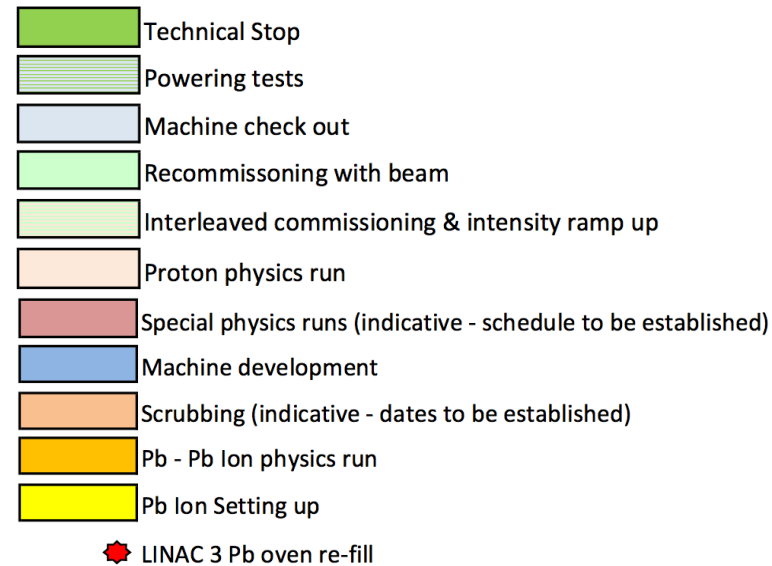 Technical Stop
Powering tests
Machine check out
Recommissoning with beam
Interleaved commissioning & intensity ramp up
Proton physics run
Special physics runs (indicative - schedule to be established)
Machine development
Scrubbing (indicative - dates to be established)
Pb - Pb Ion physics run
Pb Ion Setting up
LINAC 3 Pb oven re-fill